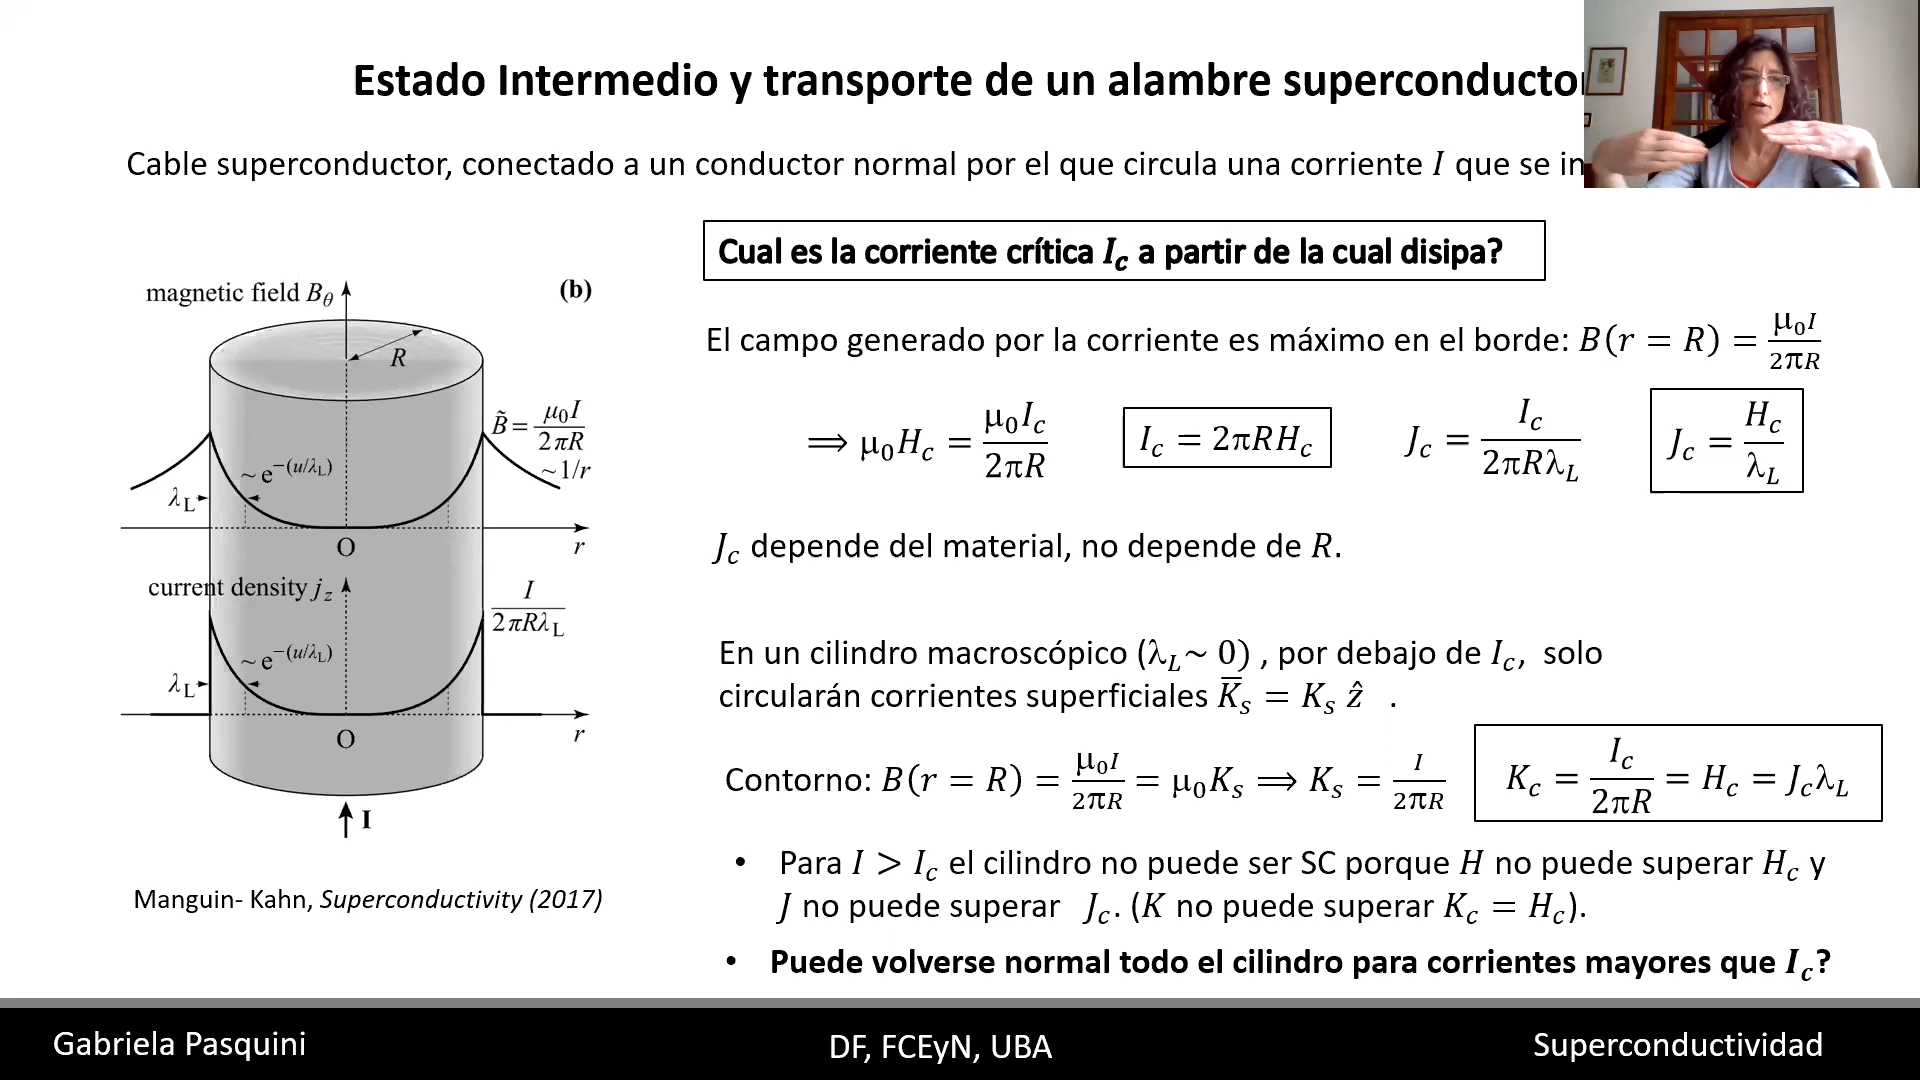 Estado Intermedio y transporte de un alambre superconductor
Cable superconductor, conectado a un conductor normal por el que circula una corriente I que se
Cual es la corriente crítica I_c a partir de la cual disipa?
magnetic field B_θ
(b)
R
B̃ = μ₀I / 2πR
~1/r
~ e^{-(u/λ_L)}
λ_L
O
r
current density j_z
I / 2πRλ_L
~ e^{-(u/λ_L)}
λ_L
O
r
I
Manguin- Kahn, Superconductivity (2017)
El campo generado por la corriente es máximo en el borde: B(r = R) = μ₀I / 2πR
⟹ μ₀H_c = μ₀I_c / 2πR
I_c = 2πRH_c
J_c = I_c / 2πRλ_L
J_c = H_c / λ_L
J_c depende del material, no depende de R.
En un cilindro macroscópico (λ_L~ 0) , por debajo de I_c, solo
circularán corrientes superficiales K̅_s = K_s ẑ .
Contorno: B(r = R) = μ₀I / 2πR = μ₀K_s ⟹ K_s = I / 2πR
K_c = I_c / 2πR = H_c = J_cλ_L
• Para I > I_c el cilindro no puede ser SC porque H no puede superar H_c y
J no puede superar J_c. (K no puede superar K_c = H_c).
• Puede volverse normal todo el cilindro para corrientes mayores que I_c?
Gabriela Pasquini
DF, FCEyN, UBA
Superconductividad